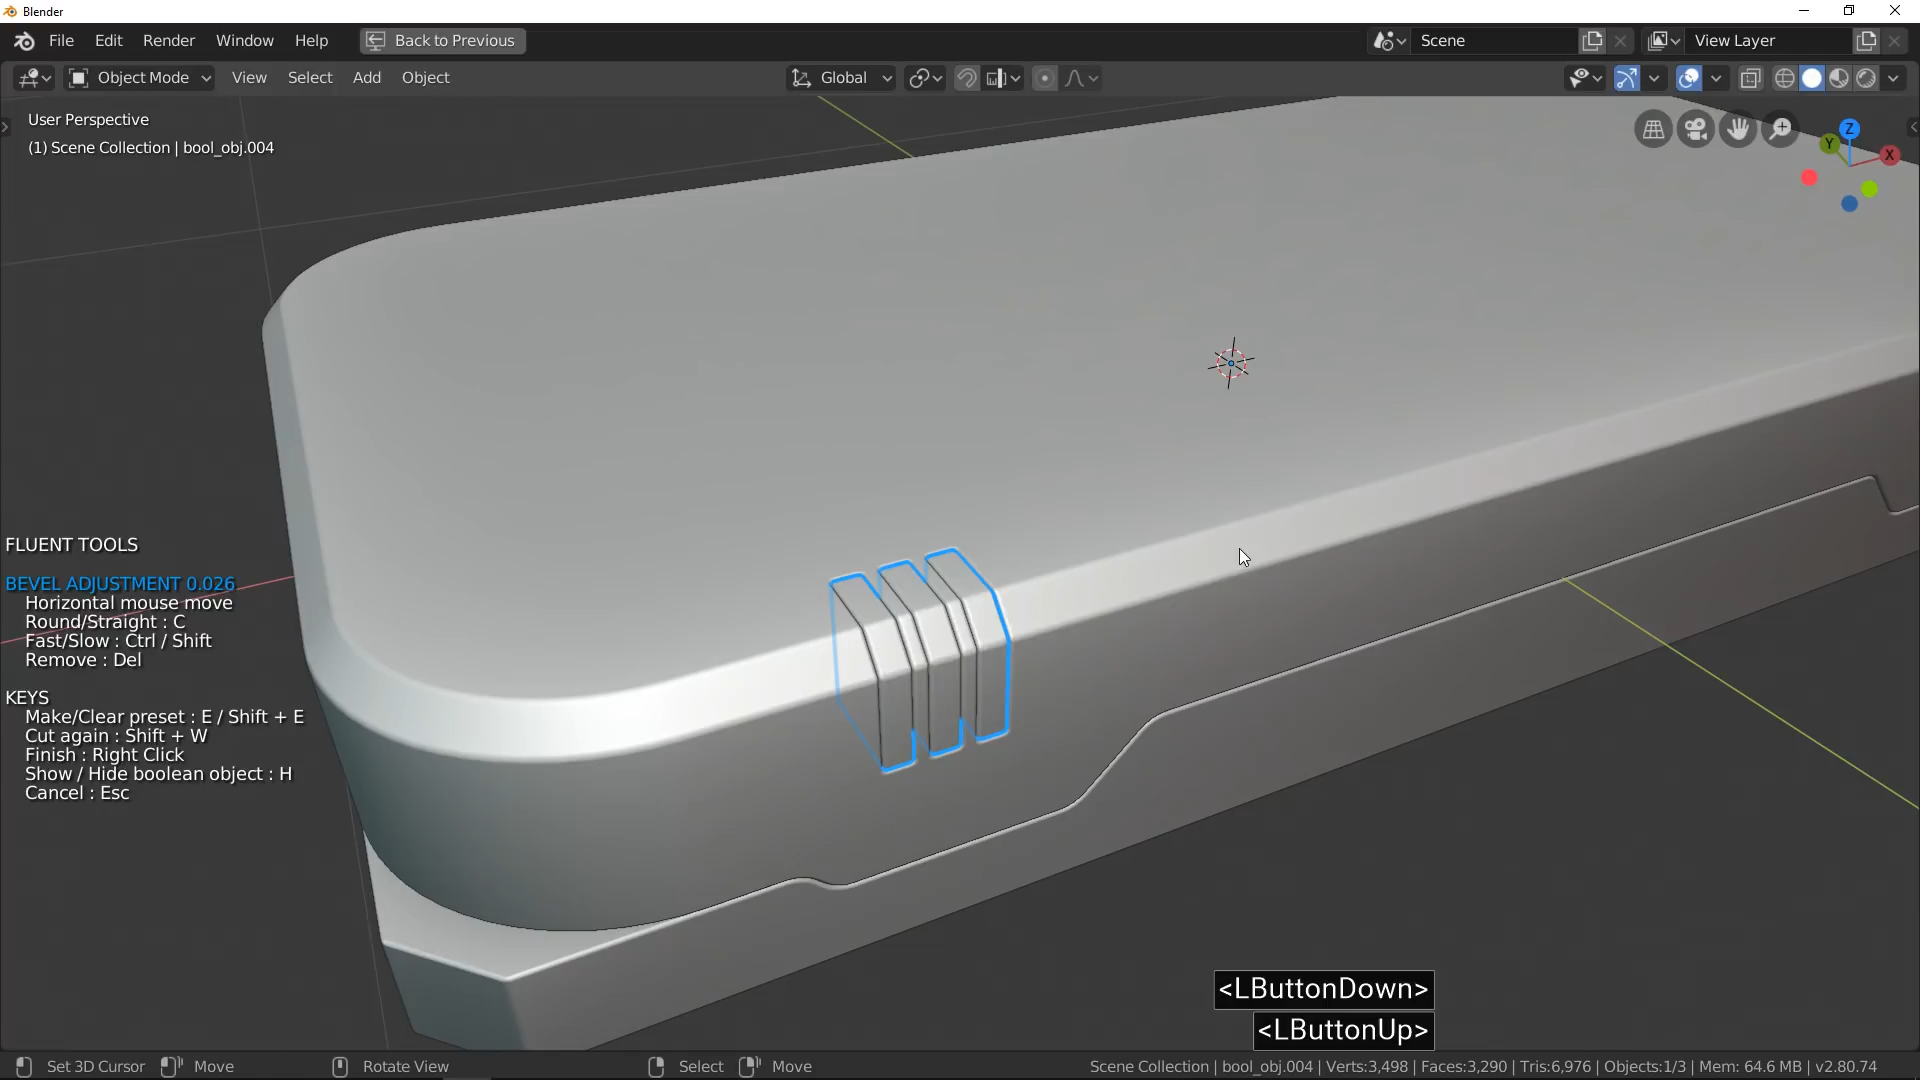 Blender
File Edit Render Window Help Back to Previous Scene View Layer
Object Mode View Select Add Object Global
User Perspective
(1) Scene Collection | bool_obj.004
Z
Y
X
FLUENT TOOLS
BEVEL ADJUSTMENT 0.026
Horizontal mouse move
Round/Straight : C
Fast/Slow : Ctrl / Shift
Remove : Del
KEYS
Make/Clear preset : E / Shift + E
Cut again : Shift + W
Finish : Right Click
Show / Hide boolean object : H
Cancel : Esc
<LButtonDown>
<LButtonUp>
Set 3D Cursor Move Rotate View Select Move Scene Collection | bool_obj.004 | Verts:3,498 | Faces:3,290 | Tris:6,976 | Objects:1/3 | Mem: 64.6 MB | v2.80.74